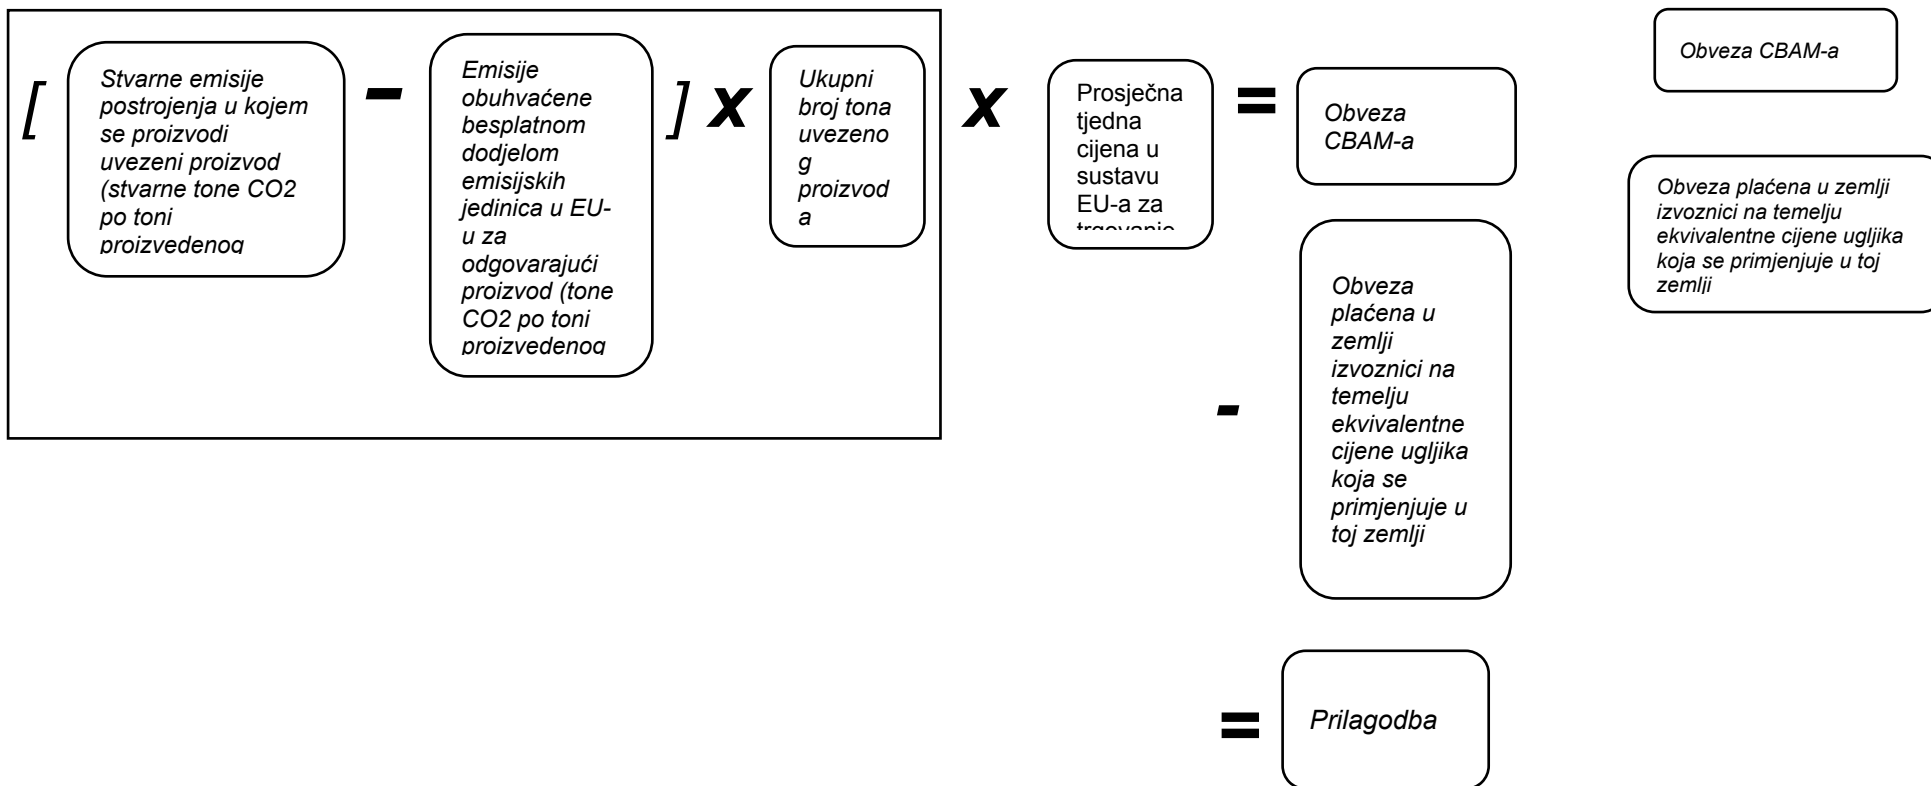 [
Stvarne emisije
postrojenja u kojem
se proizvodi
uvezeni proizvod
(stvarne tone CO2
po toni
proizvedenog
-
Emisije
obuhvaćene
besplatnom
dodjelom
emisijskih
jedinica u EU-
u za
odgovarajući
proizvod (tone
CO2 po toni
proizvedenog
]
x
Ukupni
broj tona
uvezeno
g
proizvod
a
x
Prosječna
tjedna
cijena u
sustavu
EU-a za
trgovanje
=
Obveza
CBAM-a
-
Obveza
plaćena u
zemlji
izvoznici na
temelju
ekvivalentne
cijene ugljika
koja se
primjenjuje u
toj zemlji
=
Prilagodba
Obveza CBAM-a
Obveza plaćena u zemlji
izvoznici na temelju
ekvivalentne cijene ugljika
koja se primjenjuje u toj
zemlji